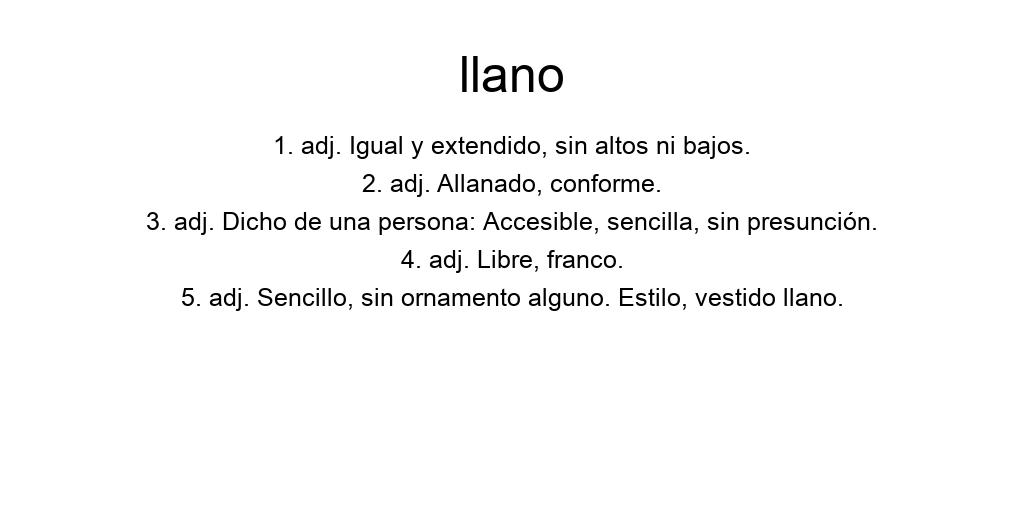 llano
1. adj. Igual y extendido, sin altos ni bajos.
2. adj. Allanado, conforme.
3. adj. Dicho de una persona: Accesible, sencilla, sin presunción.
4. adj. Libre, franco.
5. adj. Sencillo, sin ornamento alguno. Estilo, vestido llano.